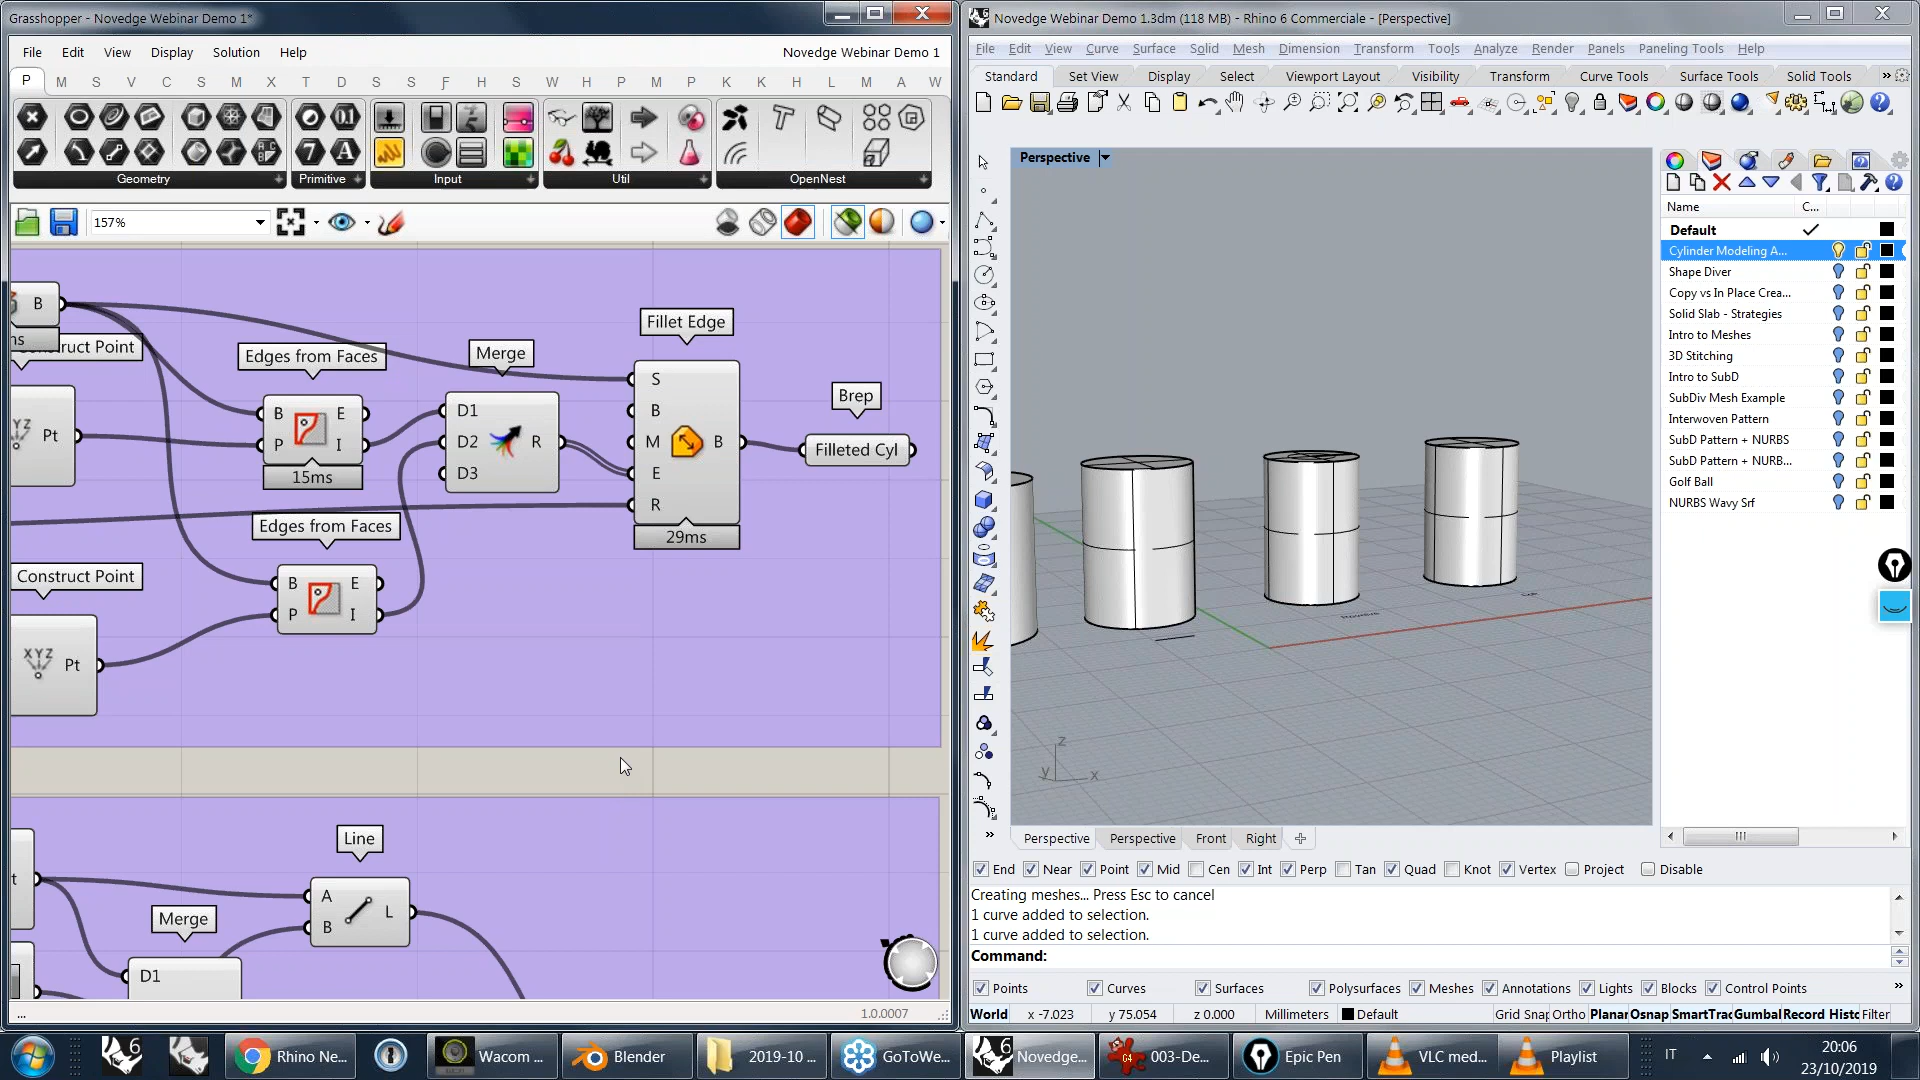 Grasshopper - Novedge Webinar Demo 1*
File Edit View Display Solution Help
Novedge Webinar Demo 1
P M S V C S M X T D S S F H S W H P M P K K H L M A W
Geometry Primitive Input Util OpenNest
157%
B
Construct Point
Pt
Edges from Faces
B E
P I
15ms
Merge
D1
D2 R
D3
Fillet Edge
S
B
M B
E
R
29ms
Brep
Filleted Cyl
Edges from Faces
B E
P I
Construct Point
XYZ Pt
Line
A
B L
Merge
D1
...
1.0.0007
Novedge Webinar Demo 1.3dm (118 MB) - Rhino 6 Commerciale - [Perspective]
File Edit View Curve Surface Solid Mesh Dimension Transform Tools Analyze Render Panels Paneling Tools Help
Standard Set View Display Select Viewport Layout Visibility Transform Curve Tools Surface Tools Solid Tools »
Perspective
z
y x
Name C...
Default
Cylinder Modeling A...
Shape Diver
Copy vs In Place Crea...
Solid Slab - Strategies
Intro to Meshes
3D Stitching
Intro to SubD
SubDiv Mesh Example
Interwoven Pattern
SubD Pattern + NURBS
SubD Pattern + NURB...
Golf Ball
NURBS Wavy Srf
Perspective Perspective Front Right
End Near Point Mid Cen Int Perp Tan Quad Knot Vertex Project Disable
Creating meshes... Press Esc to cancel
1 curve added to selection.
1 curve added to selection.
Command:
Points Curves Surfaces Polysurfaces Meshes Annotations Lights Blocks Control Points »
World x -7.023 y 75.054 z 0.000 Millimeters Default Grid Snap Ortho Planar Osnap SmartTrac Gumbal Record Histo Filter
Rhino Ne... Wacom ... Blender 2019-10 ... GoToWe... Novedge... 003-De... Epic Pen VLC med... Playlist IT
20:06
23/10/2019